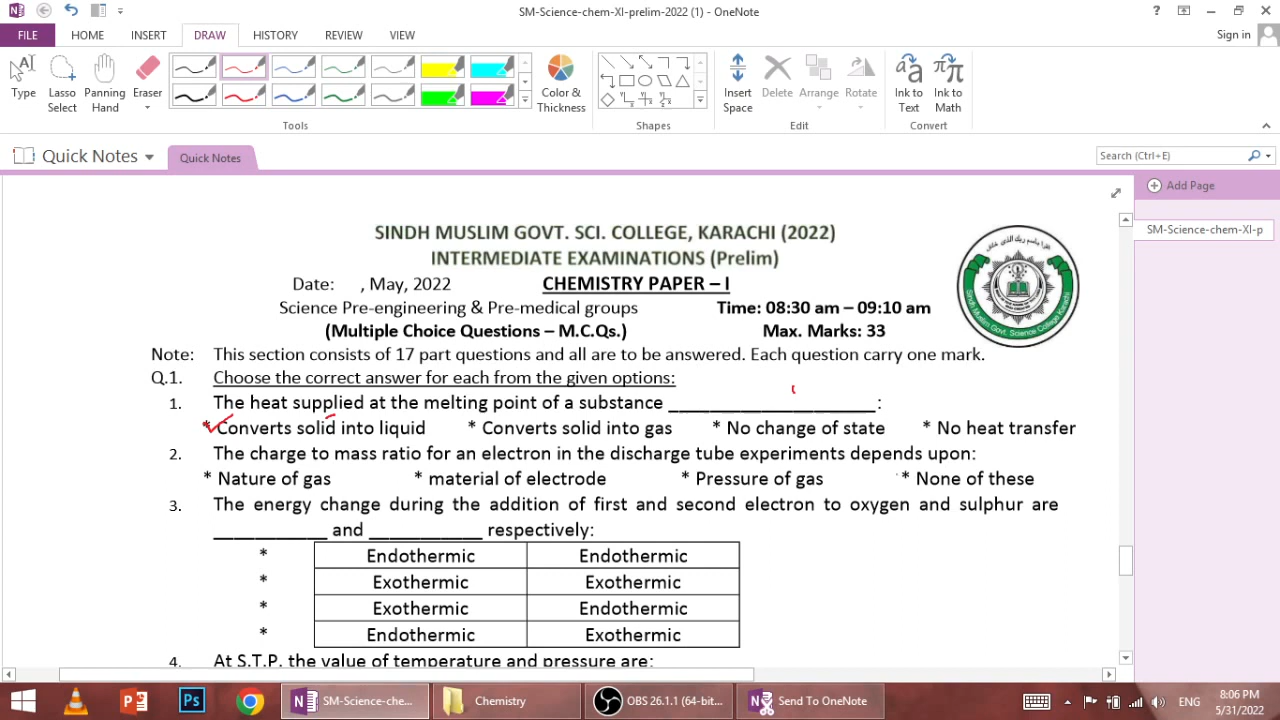 SM-Science-chem-XI-prelim-2022 (1) - OneNote
FILE HOME INSERT DRAW HISTORY REVIEW VIEW Sign in
Type Lasso Select Panning Hand Eraser Color & Thickness Insert Space Delete Arrange Rotate Ink to Text Ink to Math
Tools Shapes Edit Convert
Quick Notes Quick Notes Search (Ctrl+E)
Add Page
SM-Science-chem-XI-p
SINDH MUSLIM GOVT. SCI. COLLEGE, KARACHI (2022)
INTERMEDIATE EXAMINATIONS (Prelim)
Date: , May, 2022 CHEMISTRY PAPER – I
Science Pre-engineering & Pre-medical groups Time: 08:30 am – 09:10 am
(Multiple Choice Questions – M.C.Qs.) Max. Marks: 33
Sindh Muslim Govt. Science College Karachi
Note: This section consists of 17 part questions and all are to be answered. Each question carry one mark.
Q.1. Choose the correct answer for each from the given options:
1. The heat supplied at the melting point of a substance ____________________:
* Converts solid into liquid * Converts solid into gas * No change of state * No heat transfer
2. The charge to mass ratio for an electron in the discharge tube experiments depends upon:
* Nature of gas * material of electrode * Pressure of gas * None of these
3. The energy change during the addition of first and second electron to oxygen and sulphur are
___________ and ___________ respectively:
* Endothermic Endothermic
* Exothermic Exothermic
* Exothermic Endothermic
* Endothermic Exothermic
4. At S.T.P. the value of temperature and pressure are:
SM-Science-che... Chemistry OBS 26.1.1 (64-bit... Send To OneNote ENG 8:06 PM
5/31/2022